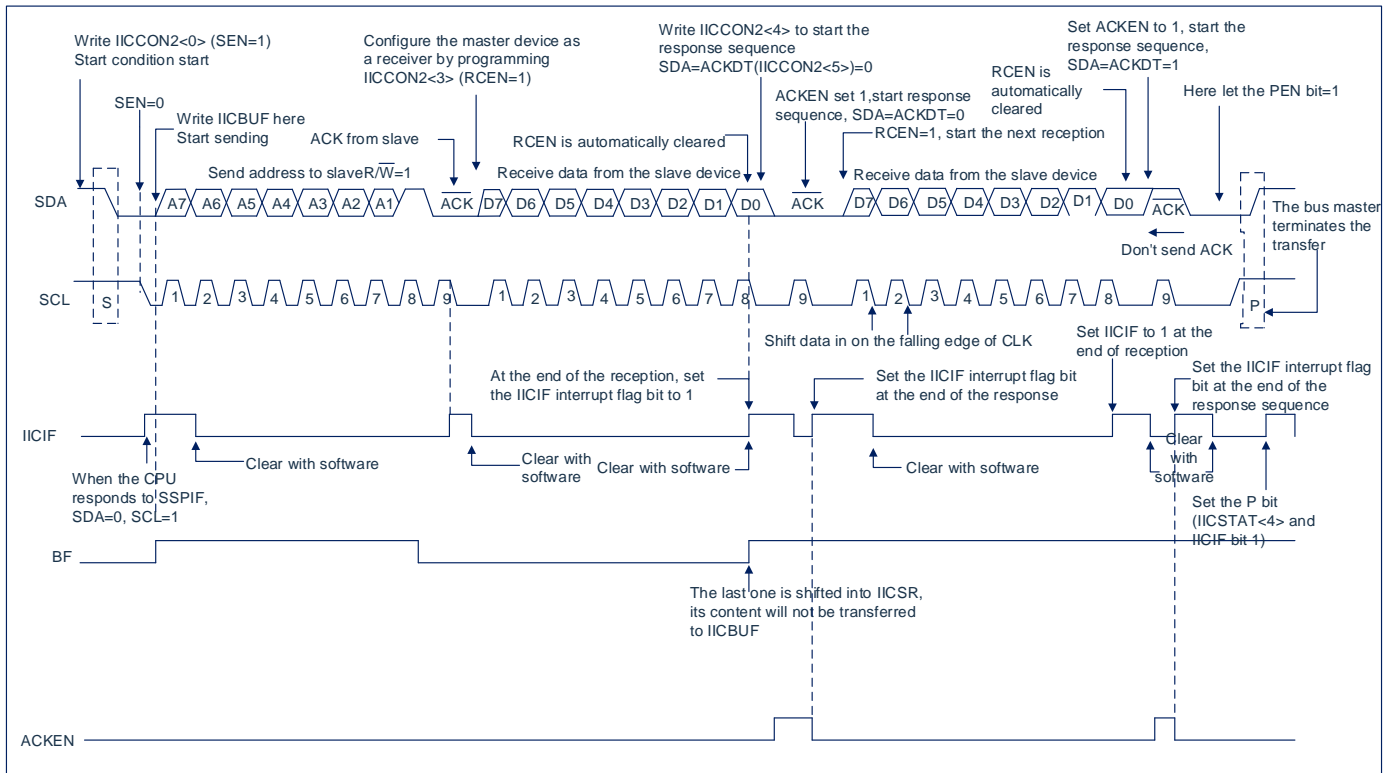 Write IICCON2<0> (SEN=1)
Start condition start
SEN=0
Write IICBUF here
Start sending
Configure the master device as
a receiver by programming
IICCON2<3> (RCEN=1)
ACK from slave
Write IICCON2<4> to start the
response sequence
SDA=ACKDT(IICCON2<5>)=0
RCEN is automatically cleared
ACKEN set 1,start response
sequence, SDA=ACKDT=0
RCEN=1, start the next reception
RCEN is
automatically
cleared
Set ACKEN to 1, start the
response sequence,
SDA=ACKDT=1
Here let the PEN bit=1
Send address to slaveR/W=1
Receive data from the slave device
Receive data from the slave device
SDA
A7 A6 A5 A4 A3 A2 A1 ACK D7 D6 D5 D4 D3 D2 D1 D0 ACK D7 D6 D5 D4 D3 D2 D1 D0 ACK
Don't send ACK
The bus master
terminates the
transfer
SCL
S 1 2 3 4 5 6 7 8 9 1 2 3 4 5 6 7 8 9 1 2 3 4 5 6 7 8 9 P
Shift data in on the falling edge of CLK
Set IICIF to 1 at the
end of reception
At the end of the reception, set
the IICIF interrupt flag bit to 1
Set the IICIF interrupt flag bit
at the end of the response
Set the IICIF interrupt flag
bit at the end of the
response sequence
IICIF
When the CPU
responds to SSPIF,
SDA=0, SCL=1
Clear with software
Clear with
software
Clear with software
Clear with software
Clear
with
software
Set the P bit
(IICSTAT<4> and
IICIF bit 1)
BF
The last one is shifted into IICSR,
its content will not be transferred
to IICBUF
ACKEN